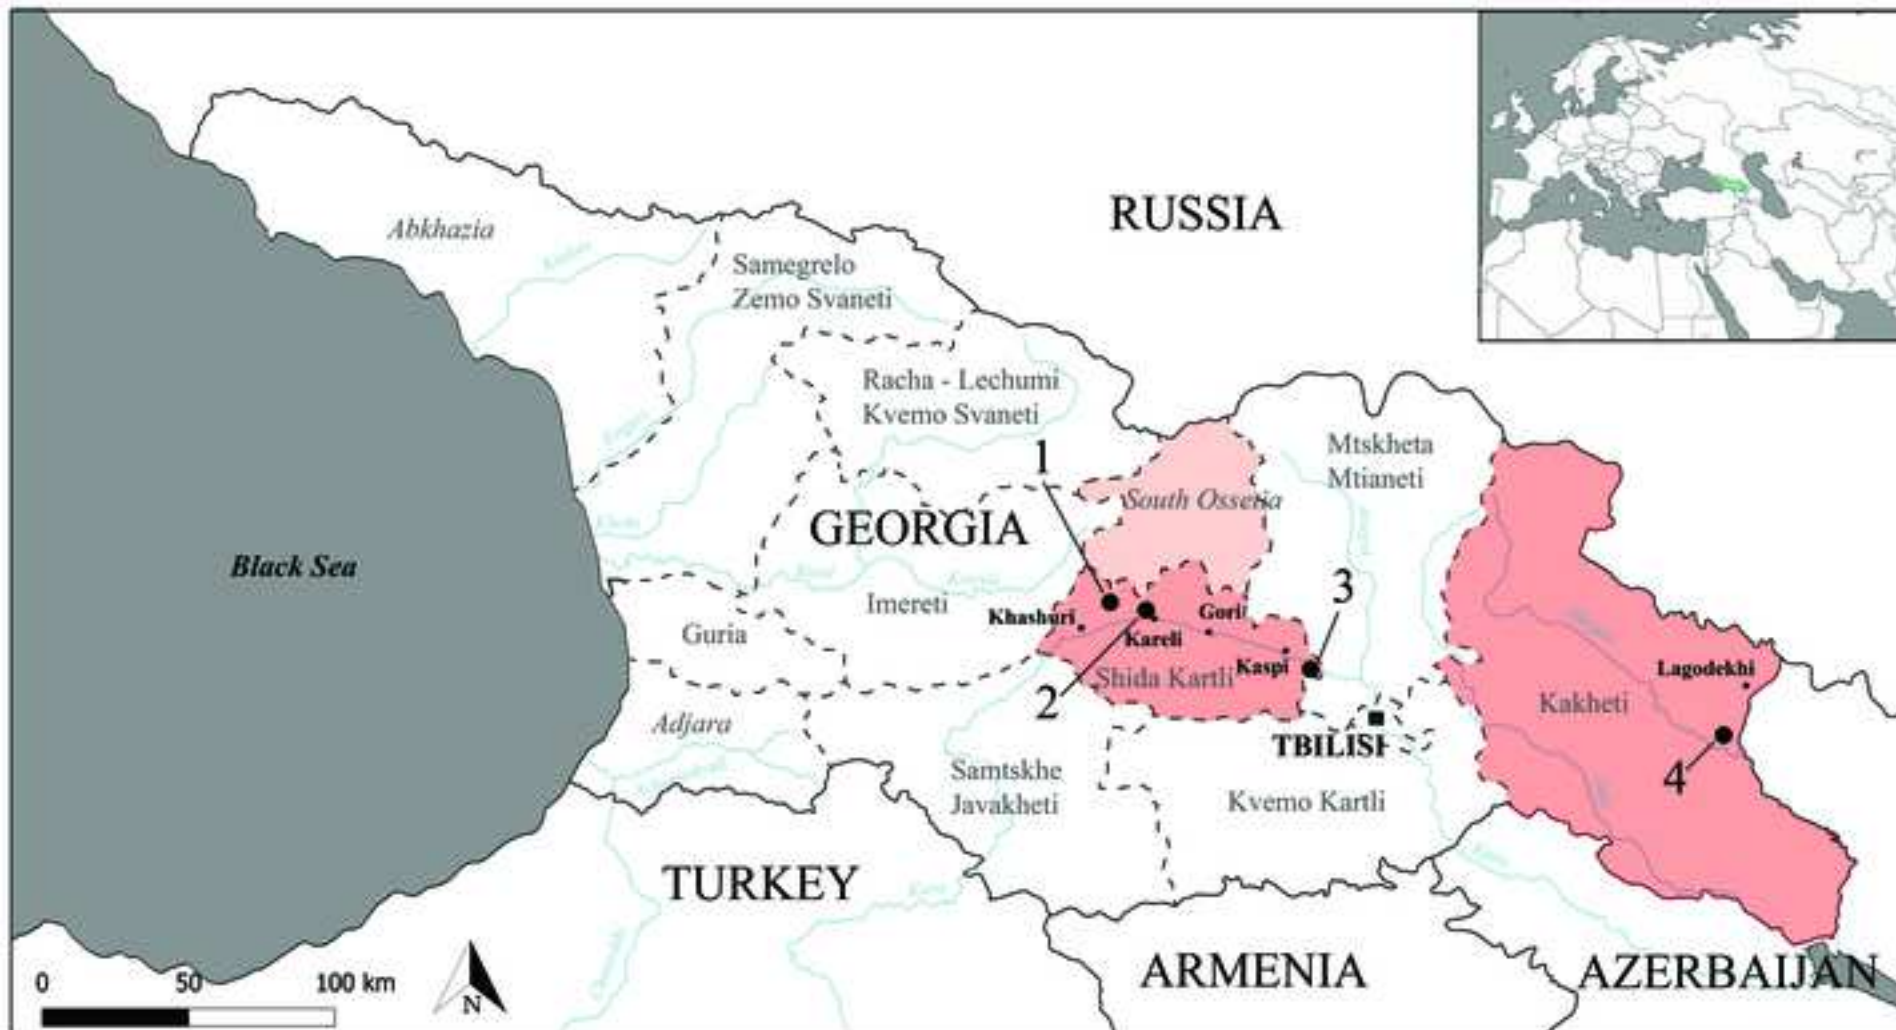 RUSSIA
Abkhazia
Samegrelo
Zemo Svaneti
Racha - Lechumi
Kvemo Svaneti
Mtskheta
Mtianeti
1
South Ossetia
GEORGIA
Black Sea
3
Imereti
Khashuri
Gori
Guria
Kareli
Kaspi
Lagodekhi
Shida Kartli
2
Kakheti
Adjara
TBILISI
4
Samtskhe
Javakheti
Kvemo Kartli
TURKEY
ARMENIA
AZERBAIJAN
0 50 100 km
N